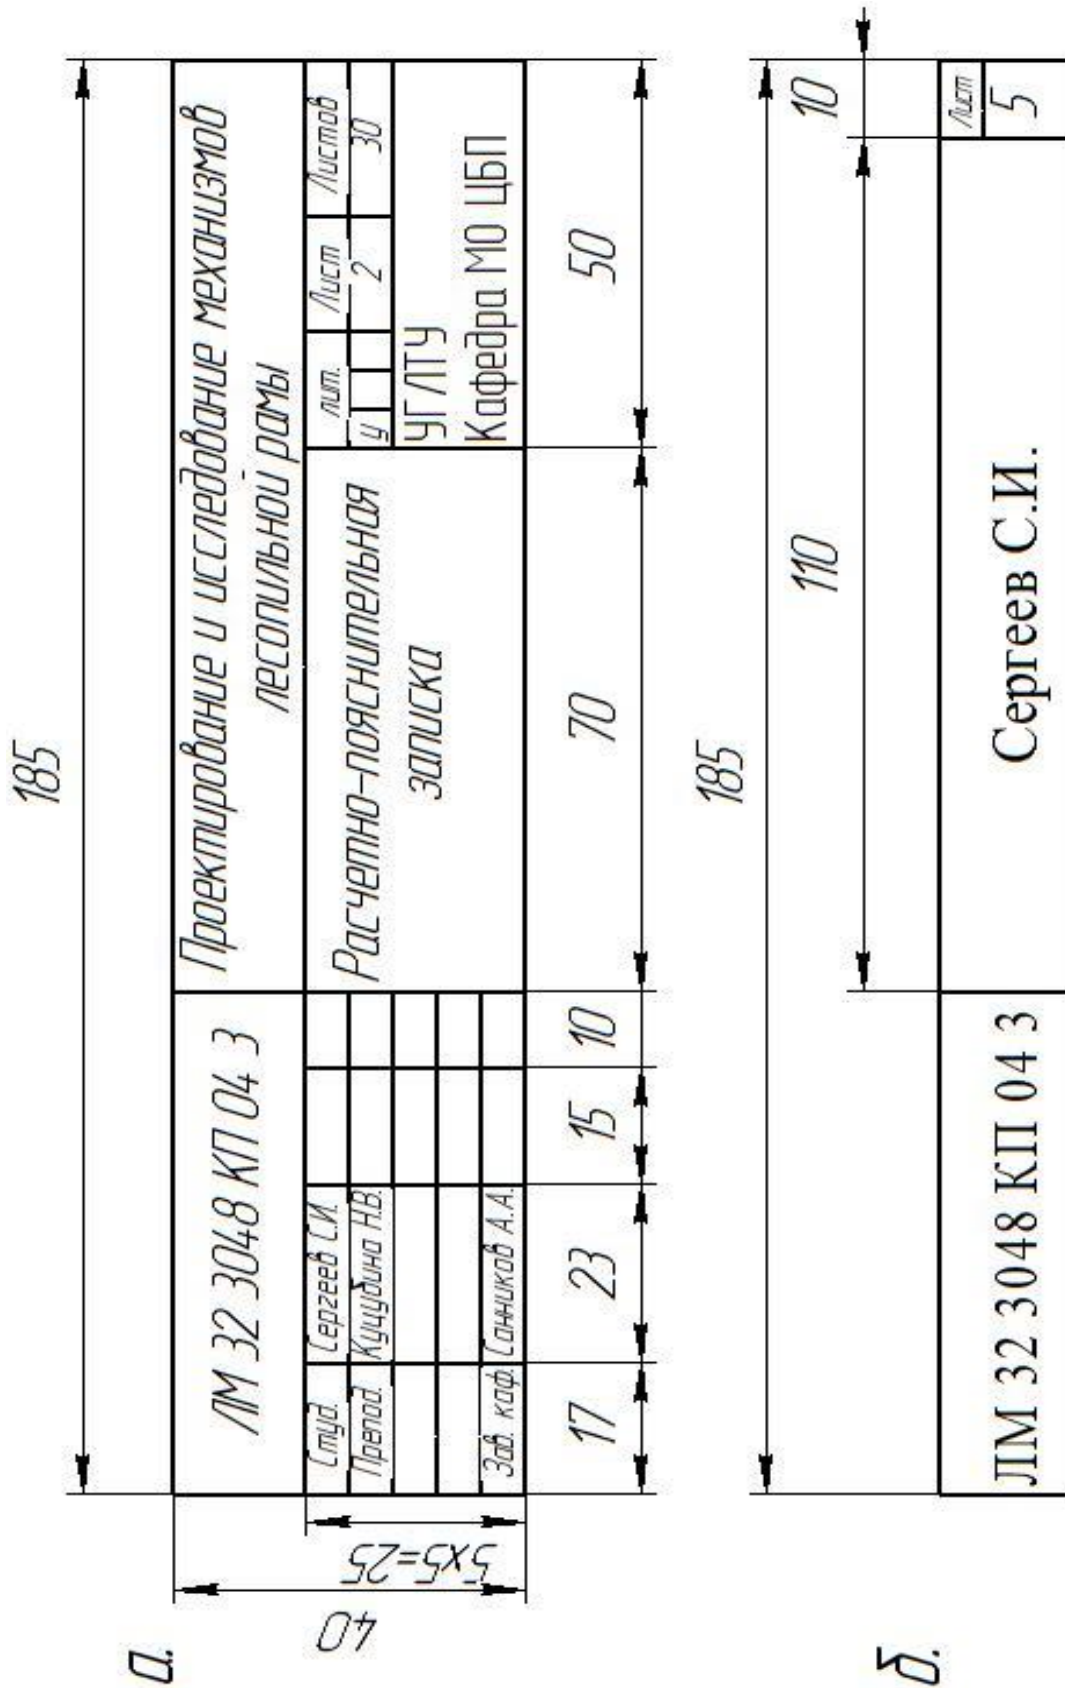 а.
185
40
5х5=25
ЛМ 32 3048 КП 04 3
Проектирование и исследование механизмов
лесопильной рамы
Студ.
Сергеев С.И.
Препод.
Кучубина Н.В.
Зав. каф.
Санников А.А.
Расчетно-пояснительная
записка
лит.
Лист
Листов
у
2
30
УГЛТУ
Кафедра МО ЦБП
17
23
15
10
70
50
б.
185
110
10
ЛМ 32 3048 КП 04 3
Сергеев С.И.
Лист
5